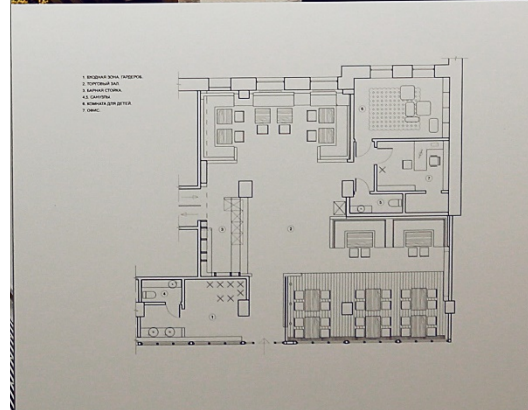 1. ВХОДНАЯ ЗОНА. ГАРДЕРОБ.
2. ТОРГОВЫЙ ЗАЛ.
3. БАРНАЯ СТОЙКА.
4,5. САНУЗЛЫ.
6. КОМНАТА ДЛЯ ДЕТЕЙ.
7. ОФИС.